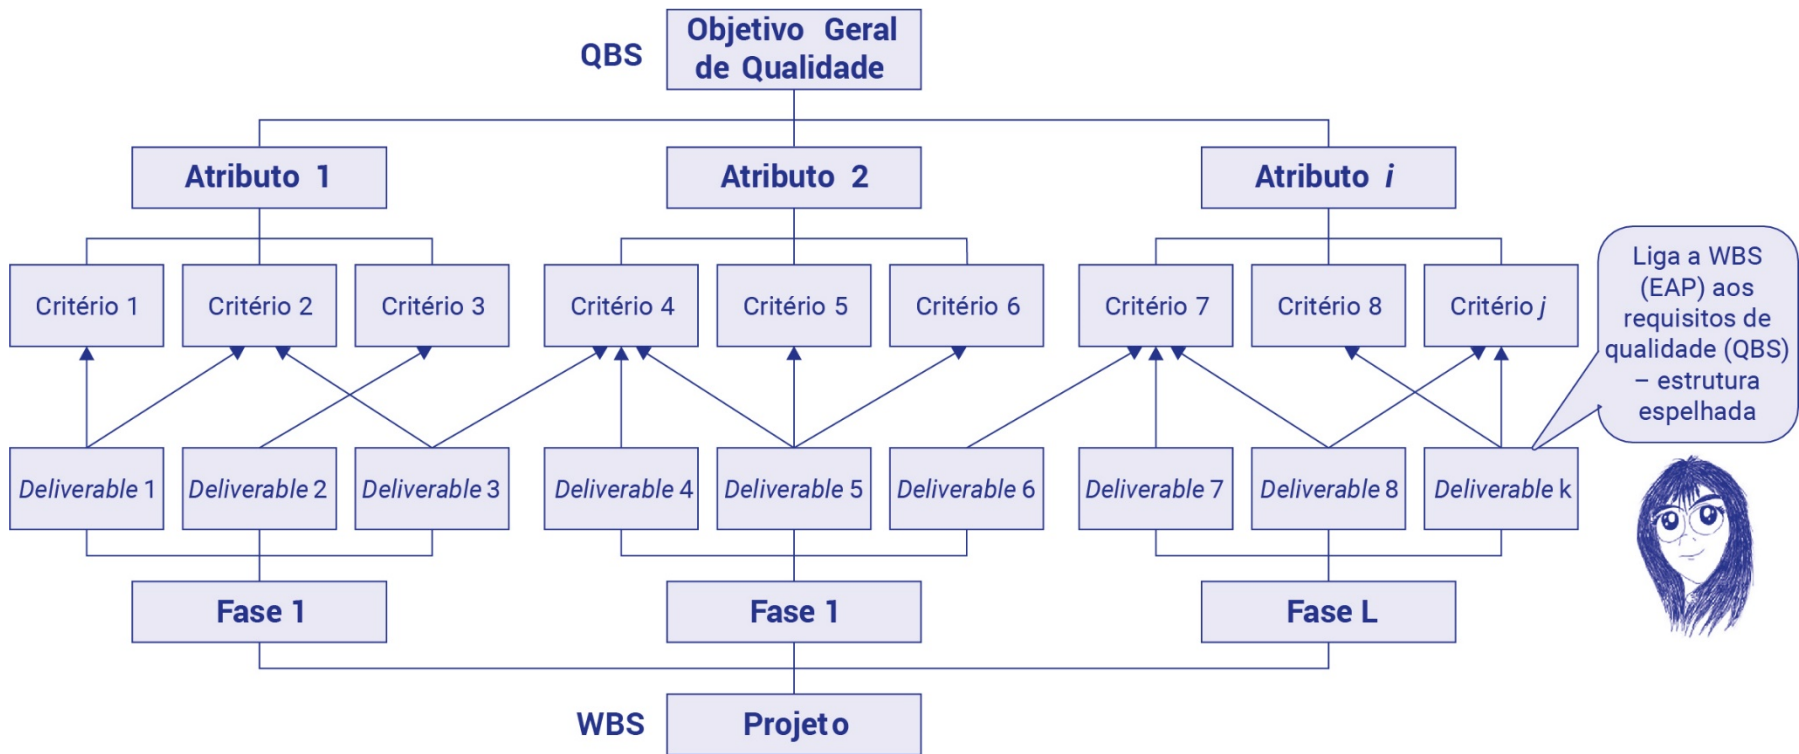 QBS
Objetivo Geral
de Qualidade
Atributo 1
Atributo 2
Atributo i
Critério 1
Critério 2
Critério 3
Critério 4
Critério 5
Critério 6
Critério 7
Critério 8
Critério j
Liga a WBS
(EAP) aos
requisitos de
qualidade (QBS)
– estrutura
espelhada
Deliverable 1
Deliverable 2
Deliverable 3
Deliverable 4
Deliverable 5
Deliverable 6
Deliverable 7
Deliverable 8
Deliverable k
Fase 1
Fase 1
Fase L
WBS
Projeto